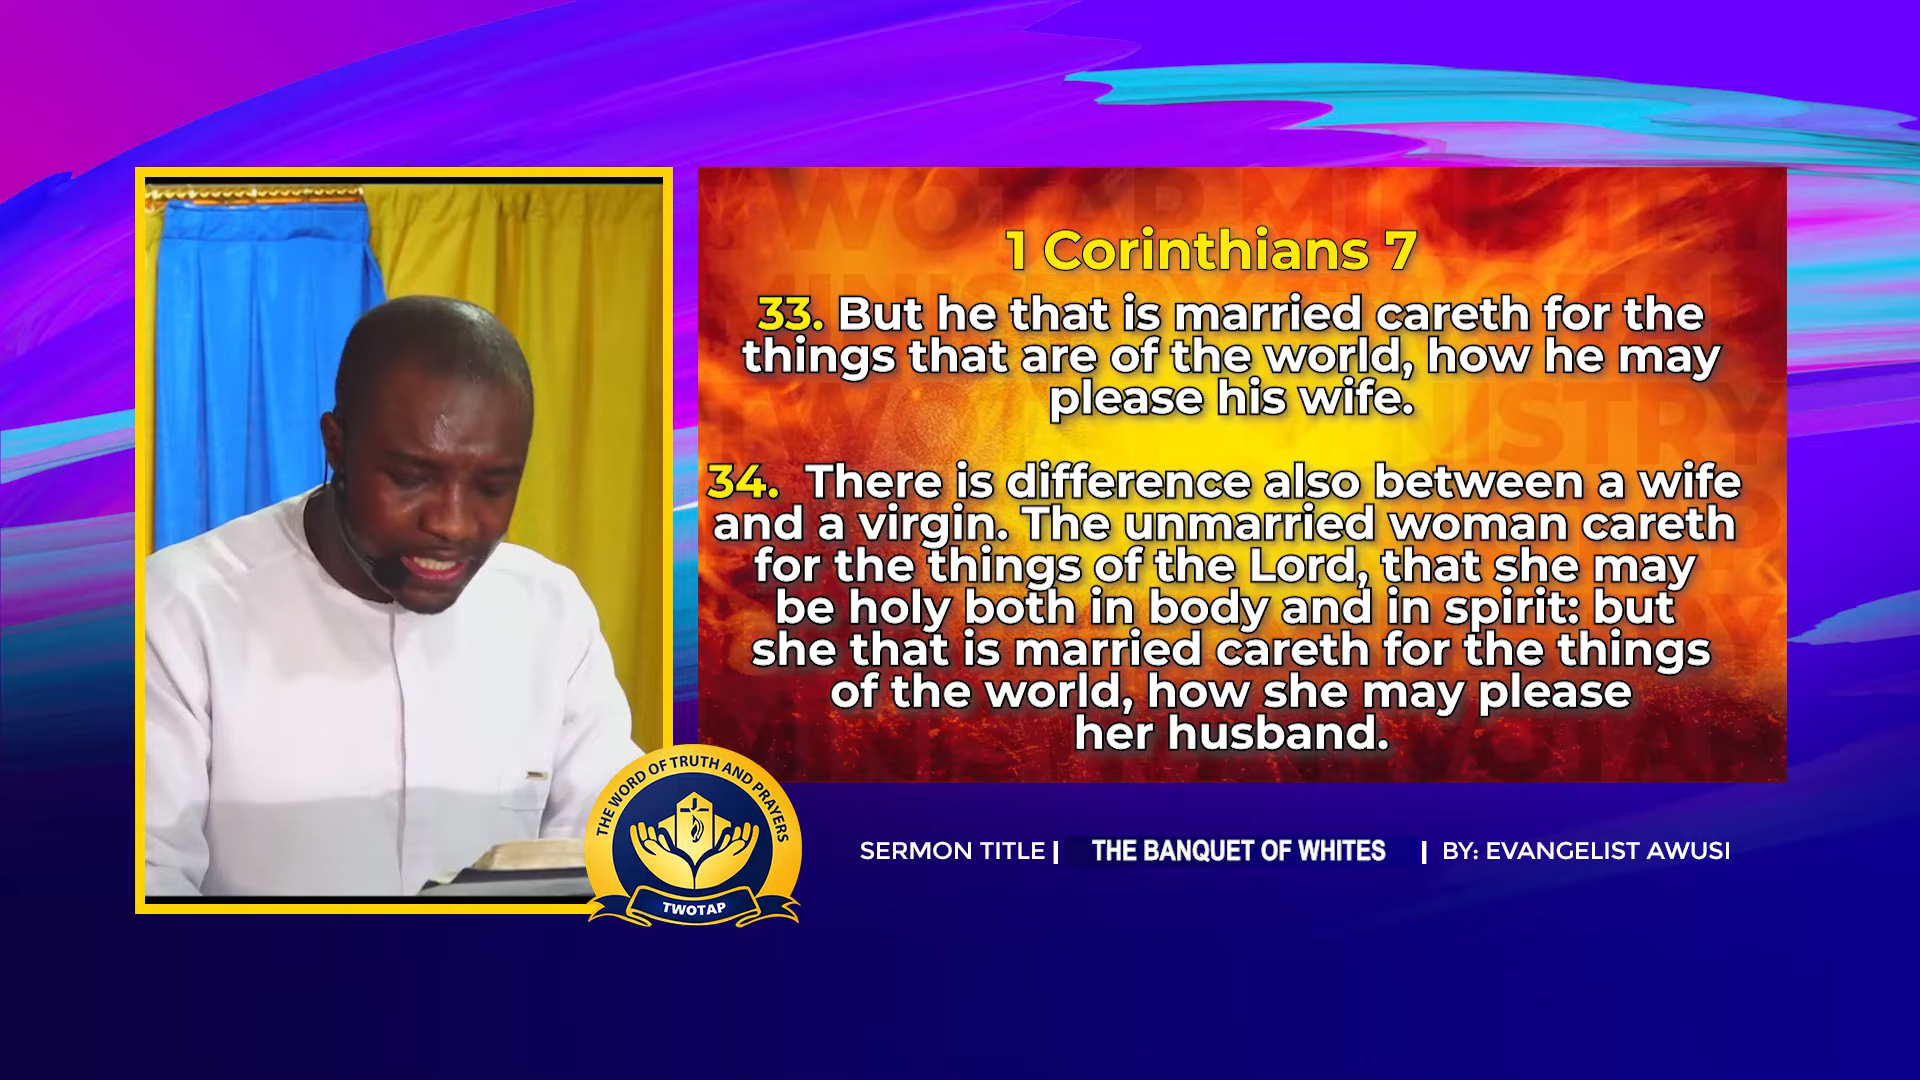 1 Corinthians 7
33. But he that is married careth for the
things that are of the world, how he may
please his wife.
34. There is difference also between a wife
and a virgin. The unmarried woman careth
for the things of the Lord, that she may
be holy both in body and in spirit: but
she that is married careth for the things
of the world, how she may please
her husband.
THE WORD OF TRUTH AND PRAYERS
TWOTAP
SERMON TITLE | THE BANQUET OF WHITES | BY: EVANGELIST AWUSI